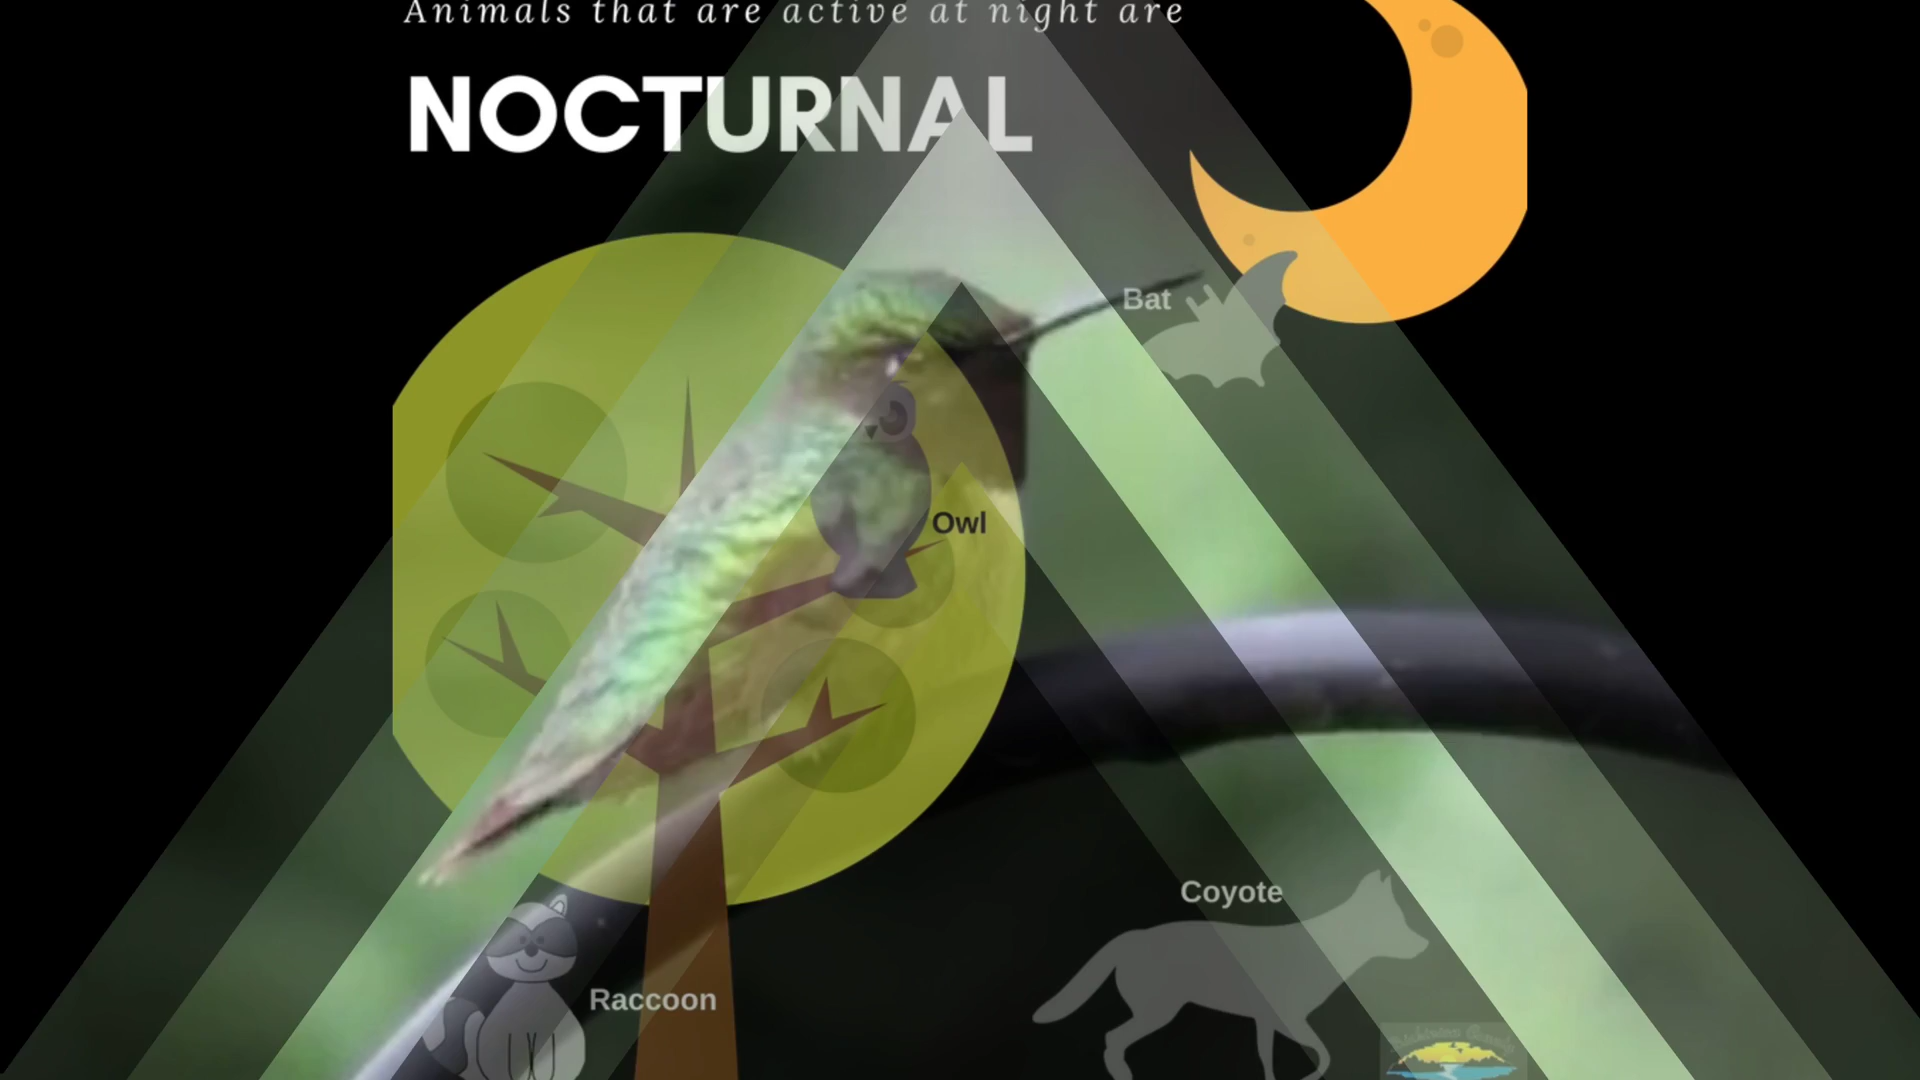 Animals that are active at night are
NOCTURNAL
Bat
Owl
Coyote
Raccoon